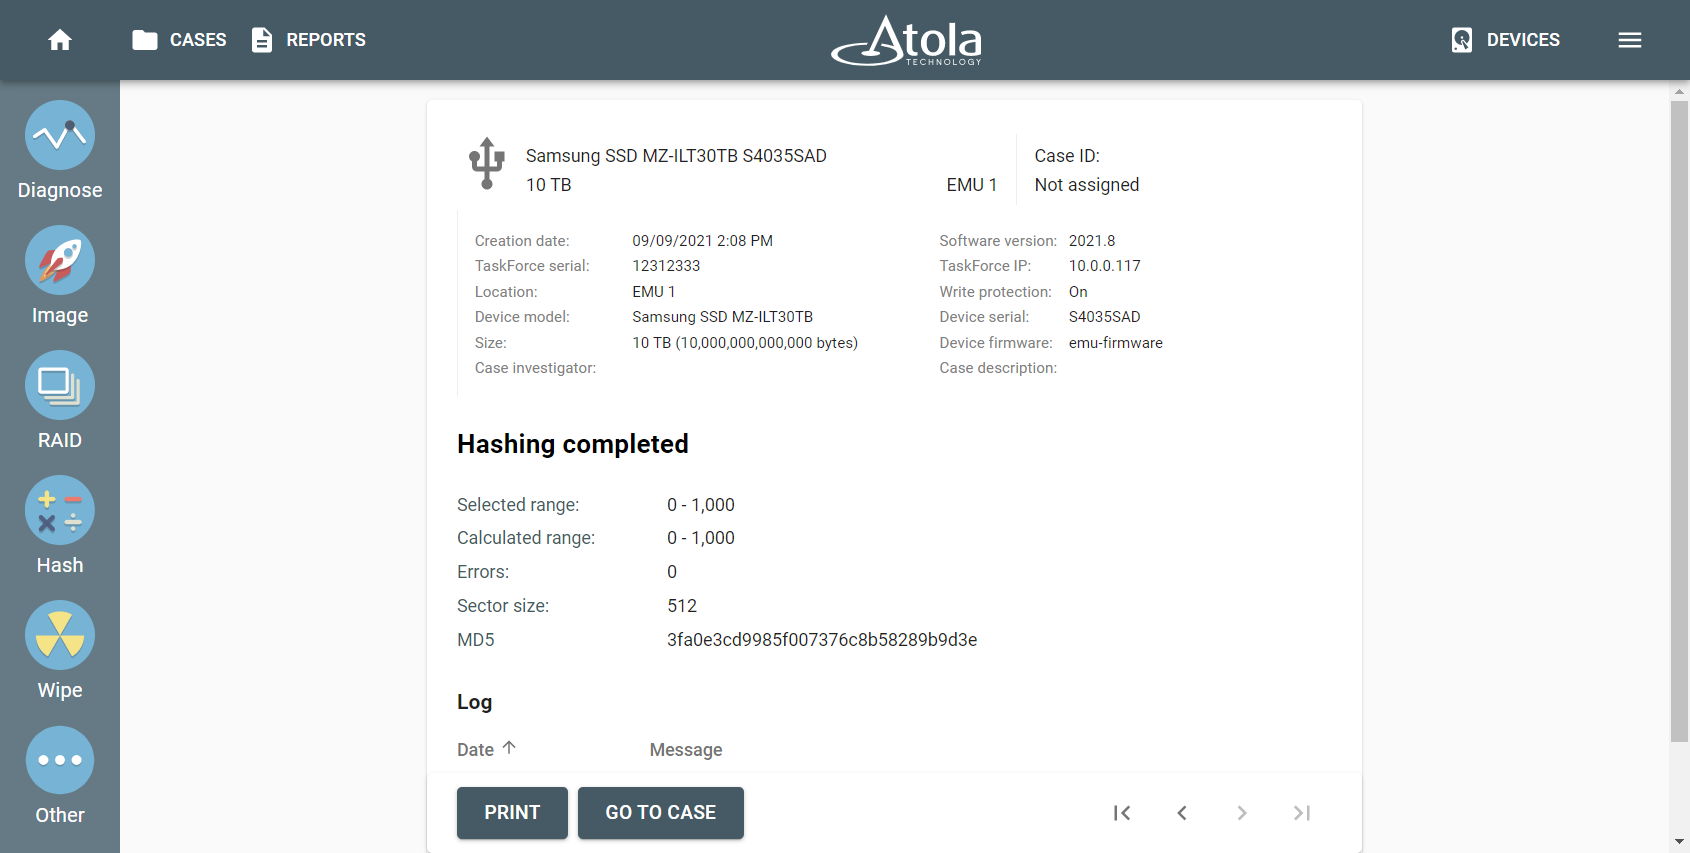 CASES
REPORTS
Atola
TECHNOLOGY
DEVICES
Diagnose
Image
RAID
Hash
Wipe
Other
Samsung SSD MZ-ILT30TB S4035SAD
10 TB
EMU 1
Case ID:
Not assigned
Creation date: 09/09/2021 2:08 PM
TaskForce serial: 12312333
Location: EMU 1
Device model: Samsung SSD MZ-ILT30TB
Size: 10 TB (10,000,000,000,000 bytes)
Case investigator:
Software version: 2021.8
TaskForce IP: 10.0.0.117
Write protection: On
Device serial: S4035SAD
Device firmware: emu-firmware
Case description:
Hashing completed
Selected range: 0 - 1,000
Calculated range: 0 - 1,000
Errors: 0
Sector size: 512
MD5 3fa0e3cd9985f007376c8b58289b9d3e
Log
Date Message
PRINT
GO TO CASE